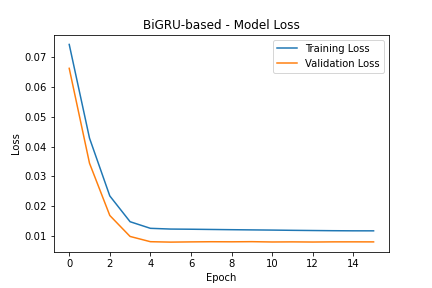 BiGRU-based - Model Loss
Training Loss
Validation Loss
Loss
0.07
0.06
0.05
0.04
0.03
0.02
0.01
0 2 4 6 8 10 12 14
Epoch